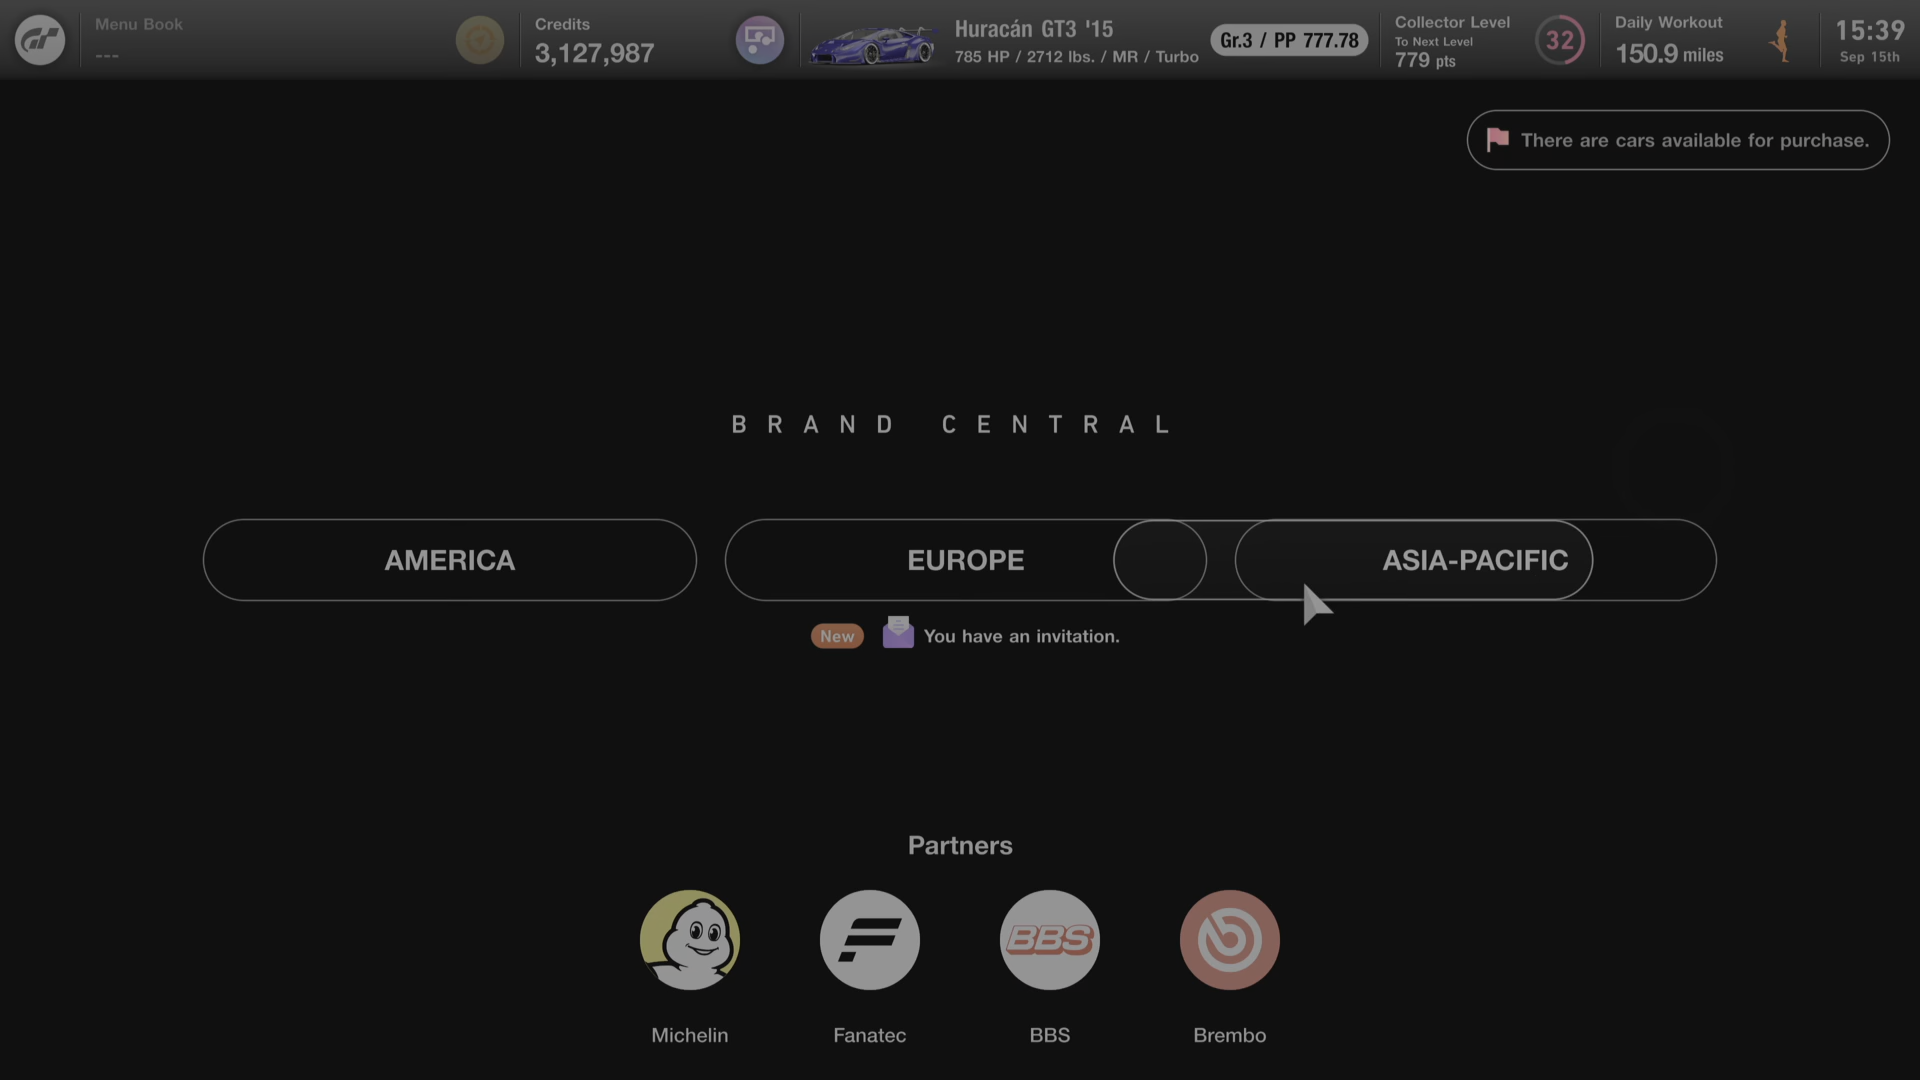 Menu Book
---
Credits
3,127,987
Huracán GT3 '15
785 HP / 2712 lbs. / MR / Turbo
Gr.3 / PP 777.78
Collector Level
To Next Level
779 pts
32
Daily Workout
150.9 miles
15:39
Sep 15th
There are cars available for purchase.
BRAND CENTRAL
AMERICA
EUROPE
ASIA-PACIFIC
New
You have an invitation.
Partners
BBS
Michelin
Fanatec
BBS
Brembo